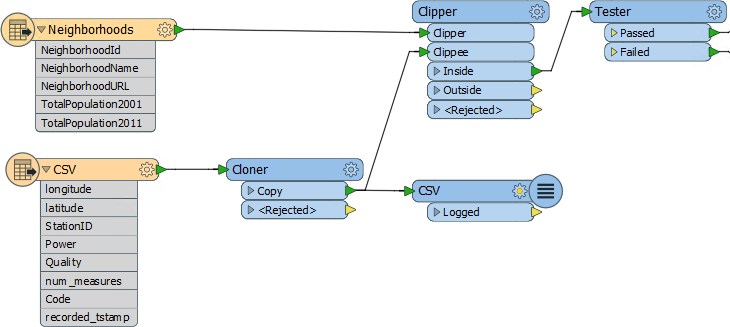 Neighborhoods
NeighborhoodId
NeighborhoodName
NeighborhoodURL
TotalPopulation2001
TotalPopulation2011
Clipper
Clipper
Clippee
Inside
Outside
<Rejected>
Tester
Passed
Failed
CSV
longitude
latitude
StationID
Power
Quality
num_measures
Code
recorded_tstamp
Cloner
Copy
<Rejected>
CSV
Logged